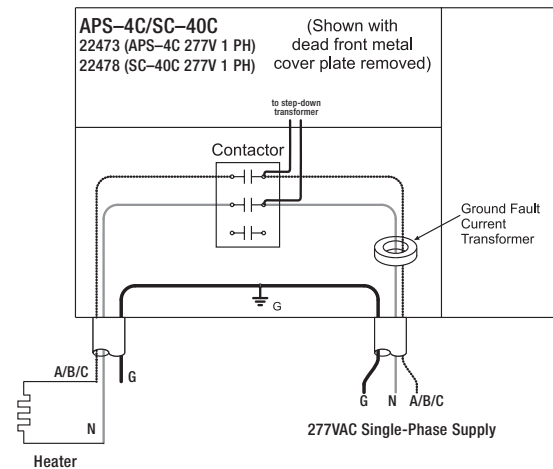 APS–4C/SC–40C
22473 (APS–4C 277V 1 PH)
22478 (SC–40C 277V 1 PH)
(Shown with
dead front metal
cover plate removed)
to step-down
transformer
Contactor
Ground Fault
Current
Transformer
G
A/B/C
G
N
Heater
G N A/B/C
277VAC Single-Phase Supply